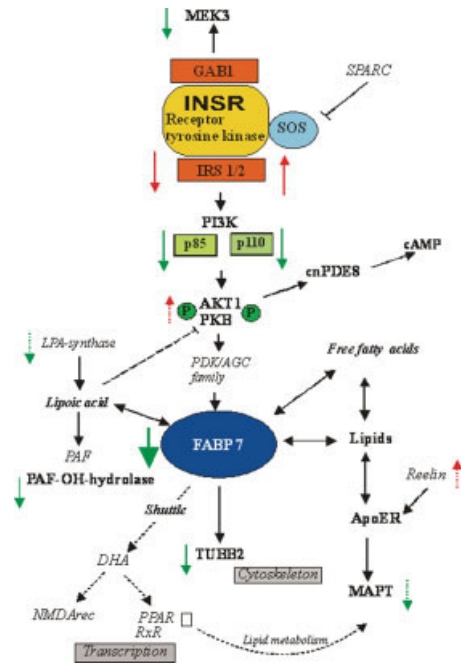 MEK3
GAB1
SPARC
INSR
Receptor
tyrosine kinase
SOS
IRS 1/2
PI3K
p85
p110
cAMP
cnPDE8
P
AKT1
P
PKB
LPA-synthase
PDK/AGC
family
Free fatty acids
Lipoic acid
FABP 7
Lipids
PAF
PAF-OH-hydrolase
Reelin
Shuttle
ApoER
DHA
TUBB2
Cytoskeleton
MAPT
NMDArec
PPAR
RxR
Lipid metabolism
Transcription